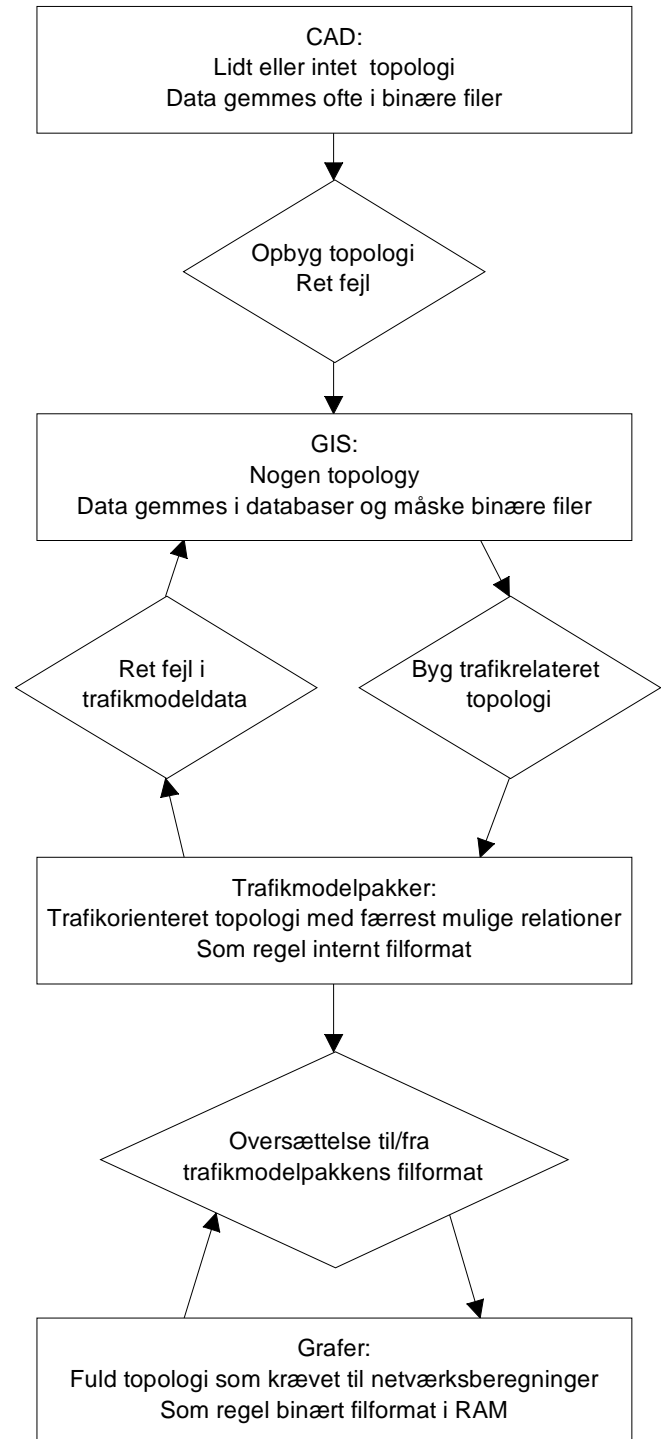 CAD:
Lidt eller intet topologi
Data gemmes ofte i binære filer
Opbyg topologi
Ret fejl
GIS:
Nogen topology
Data gemmes i databaser og måske binære filer
Ret fejl i
trafikmodeldata
Byg trafikrelateret
topologi
Trafikmodelpakker:
Trafikorienteret topologi med færrest mulige relationer
Som regel internt filformat
Oversættelse til/fra
trafikmodelpakkens filformat
Grafer:
Fuld topologi som krævet til netværksberegninger
Som regel binært filformat i RAM